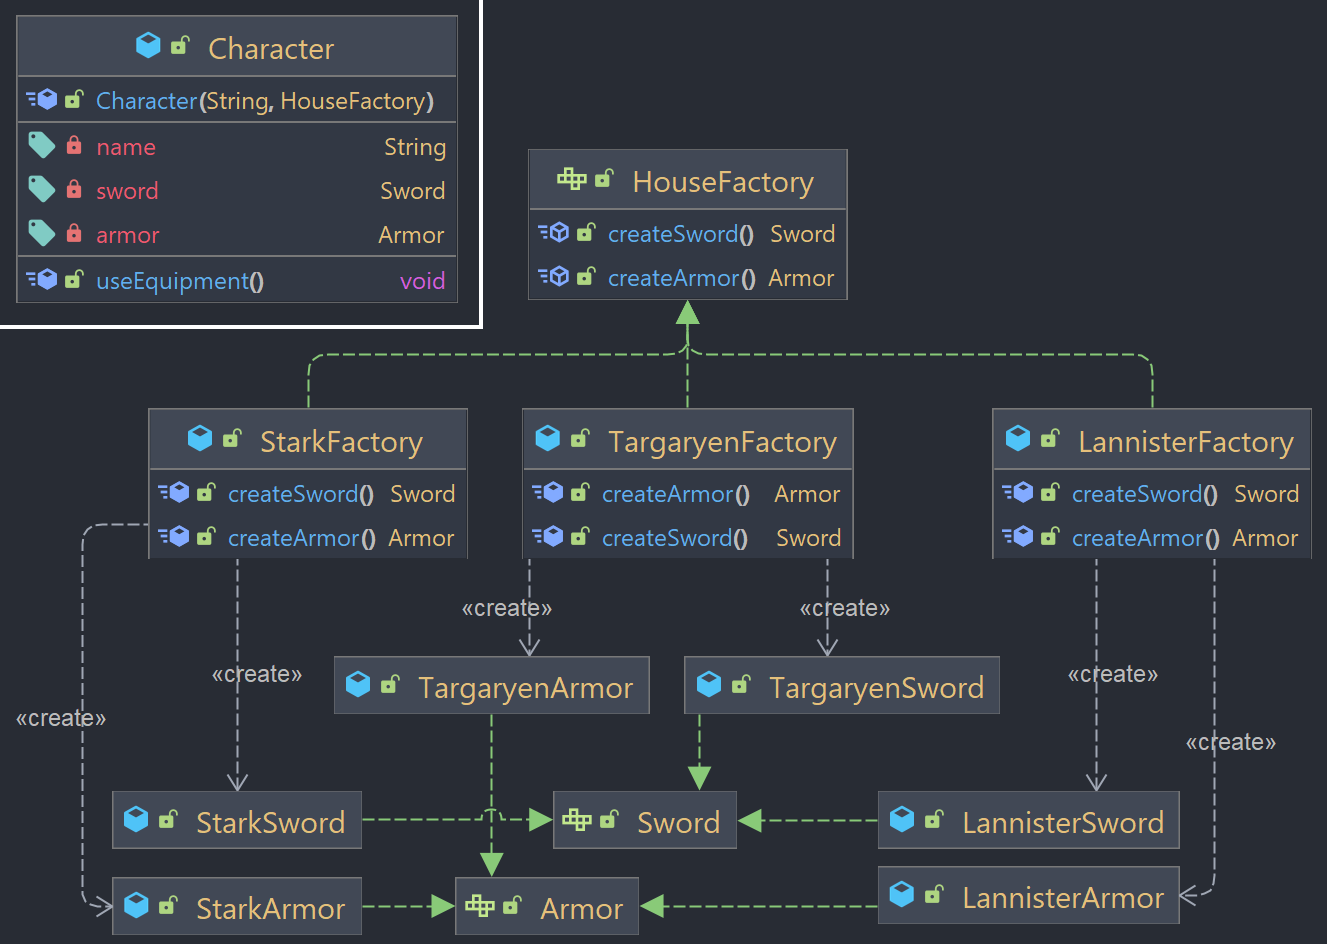 Character
Character(String, HouseFactory)
name String
sword Sword
armor Armor
useEquipment() void
HouseFactory
createSword() Sword
createArmor() Armor
StarkFactory
createSword() Sword
createArmor() Armor
TargaryenFactory
createArmor() Armor
createSword() Sword
LannisterFactory
createSword() Sword
createArmor() Armor
«create»
«create»
«create»
«create»
«create»
«create»
TargaryenArmor
TargaryenSword
StarkSword
Sword
LannisterSword
StarkArmor
Armor
LannisterArmor